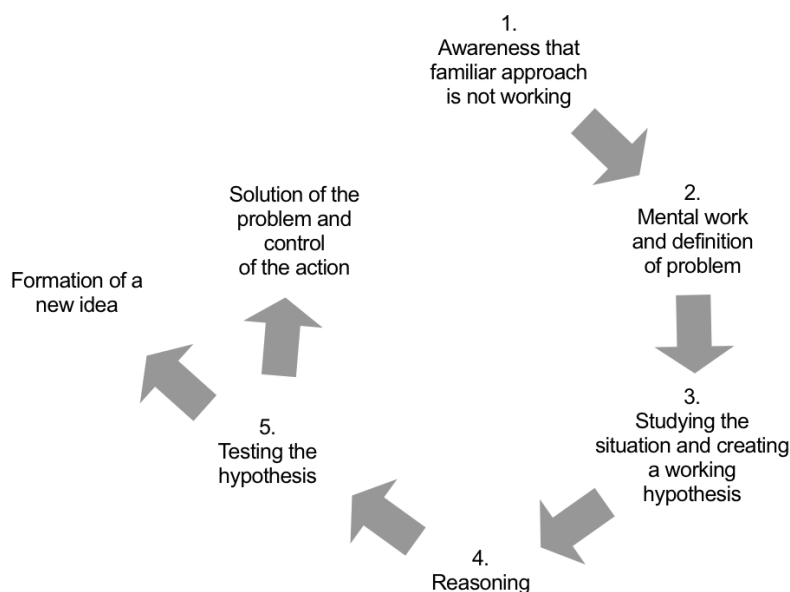 1.
Awareness that
familiar approach
is not working
2.
Mental work
and definition
of problem
3.
Studying the
situation and creating
a working
hypothesis
4.
Reasoning
5.
Testing the
hypothesis
Solution of the
problem and
control
of the action
Formation of a
new idea